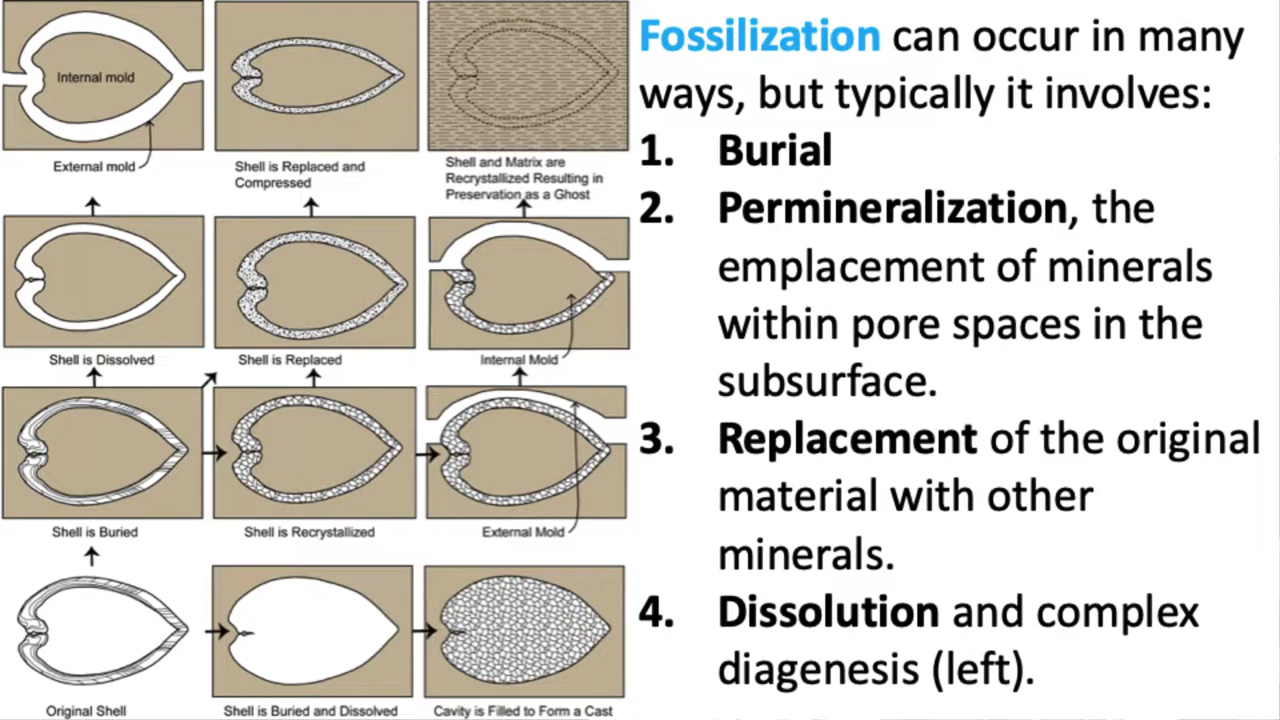 Internal mold
External mold
Shell is Replaced and
Compressed
Shell and Matrix are
Recrystallized Resulting in
Preservation as a Ghost
Shell is Dissolved
Shell is Replaced
Internal Mold
Shell is Buried
Shell is Recrystallized
External Mold
Original Shell
Shell is Buried and Dissolved
Cavity is Filled to Form a Cast
Fossilization can occur in many
ways, but typically it involves:
1. Burial
2. Permineralization, the
emplacement of minerals
within pore spaces in the
subsurface.
3. Replacement of the original
material with other
minerals.
4. Dissolution and complex
diagenesis (left).